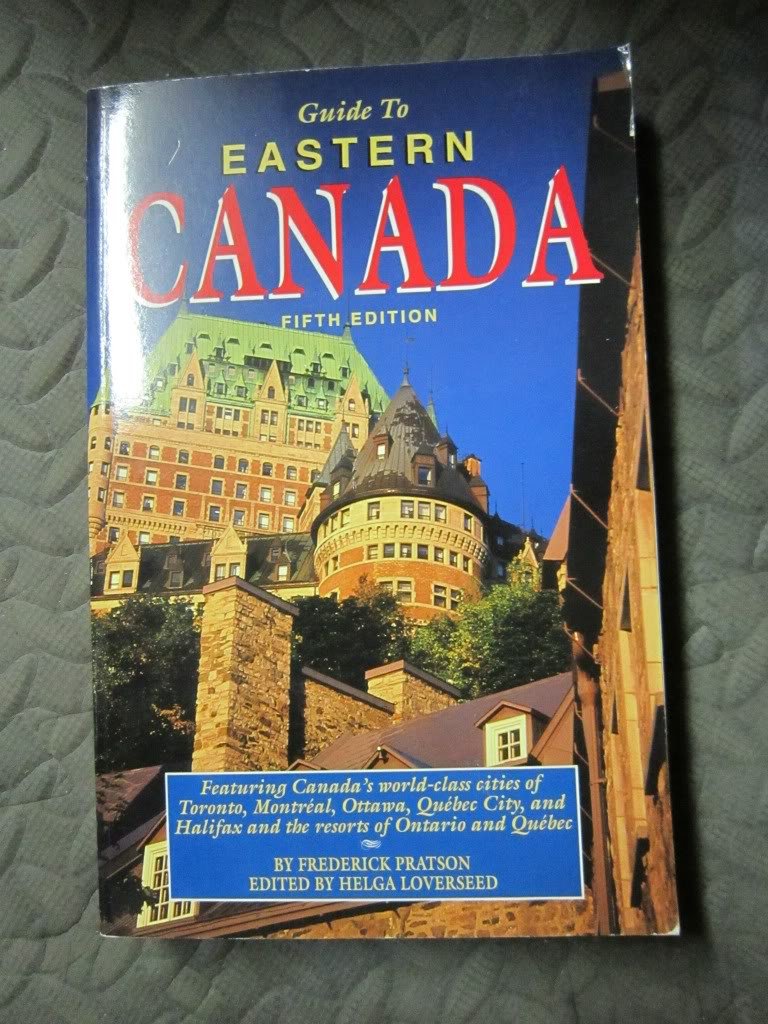 Guide To
EASTERN
CANADA
FIFTH EDITION
Featuring Canada's world-class cities of
Toronto, Montréal, Ottawa, Québec City, and
Halifax and the resorts of Ontario and Québec
BY FREDERICK PRATSON
EDITED BY HELGA LOVERSEED